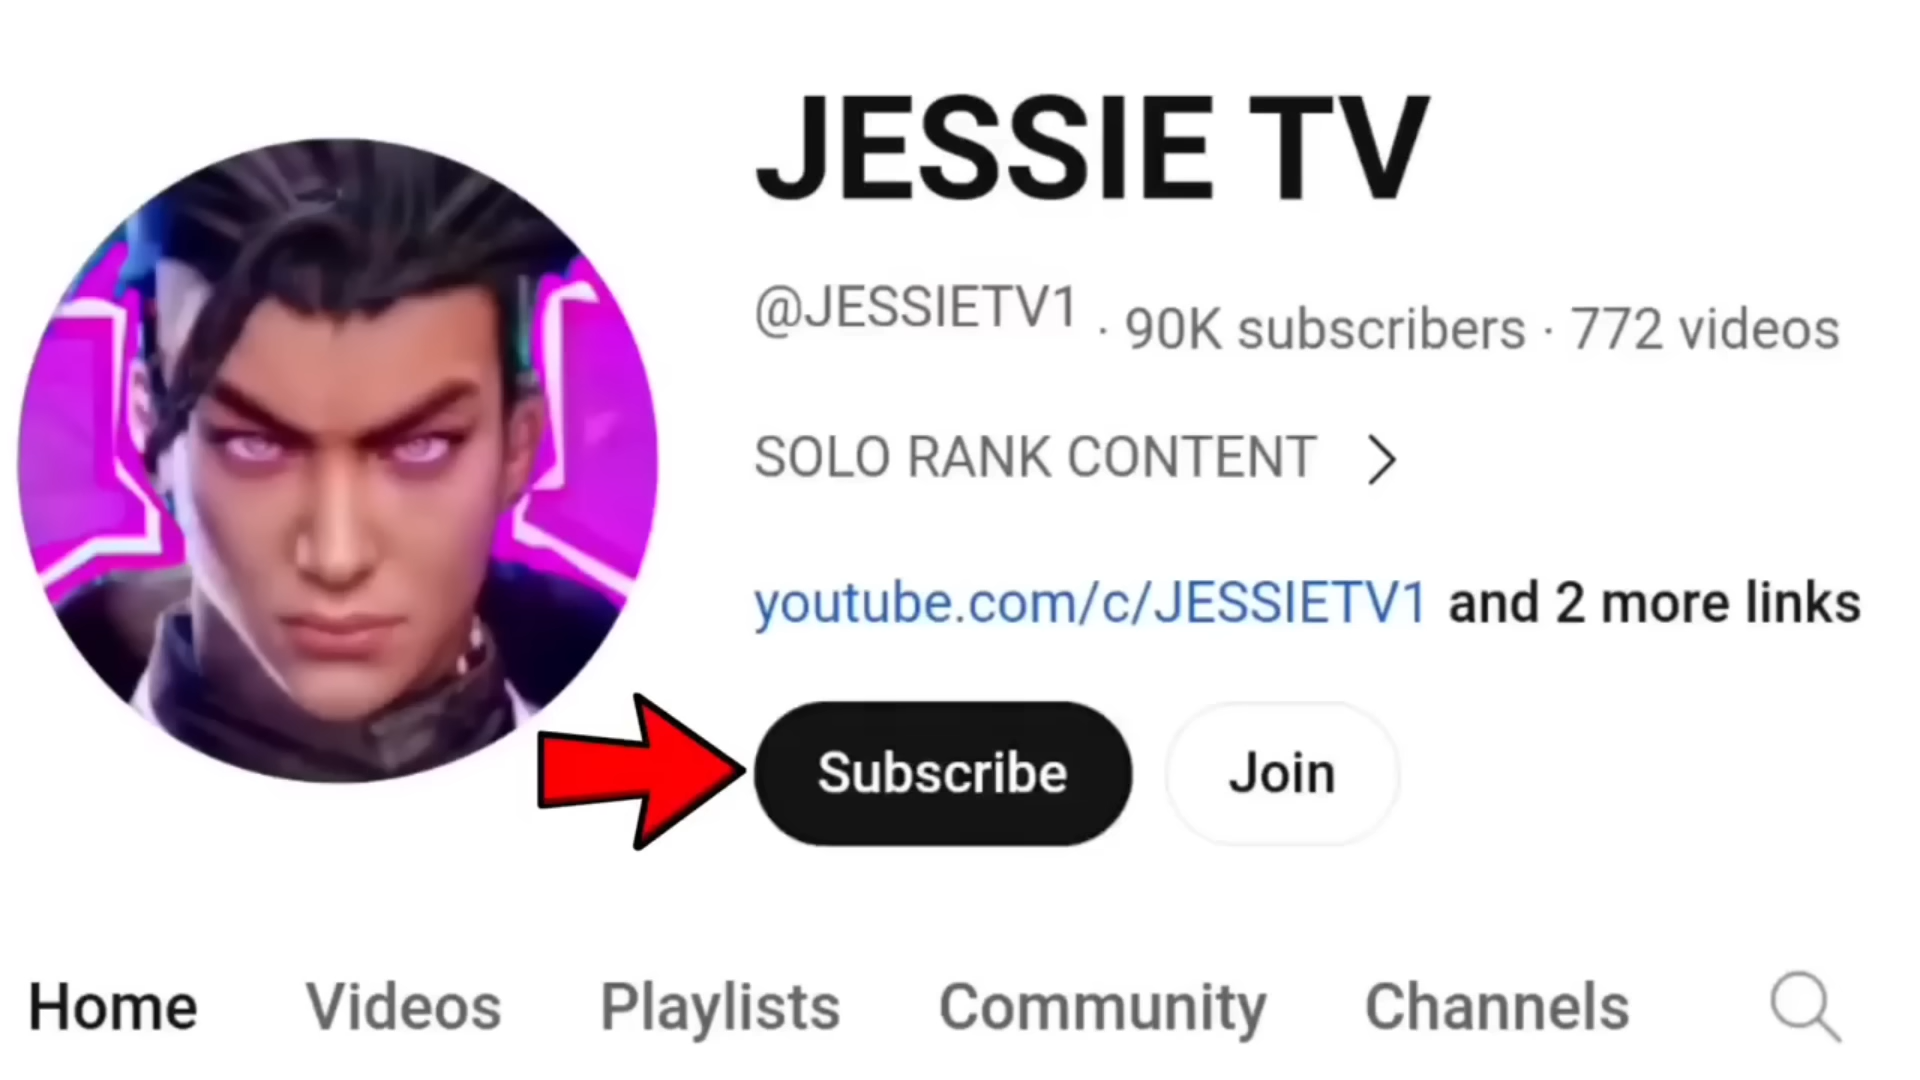 JESSIE TV
@JESSIETV1 · 90K subscribers · 772 videos
SOLO RANK CONTENT
youtube.com/c/JESSIETV1 and 2 more links
Subscribe Join
Home Videos Playlists Community Channels